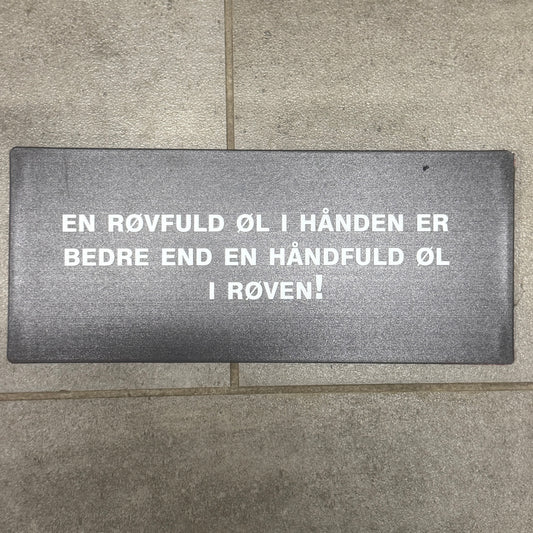 EN RØVFULD ØL I HÅNDEN ER
BEDRE END EN HÅNDFULD ØL
I RØVEN!